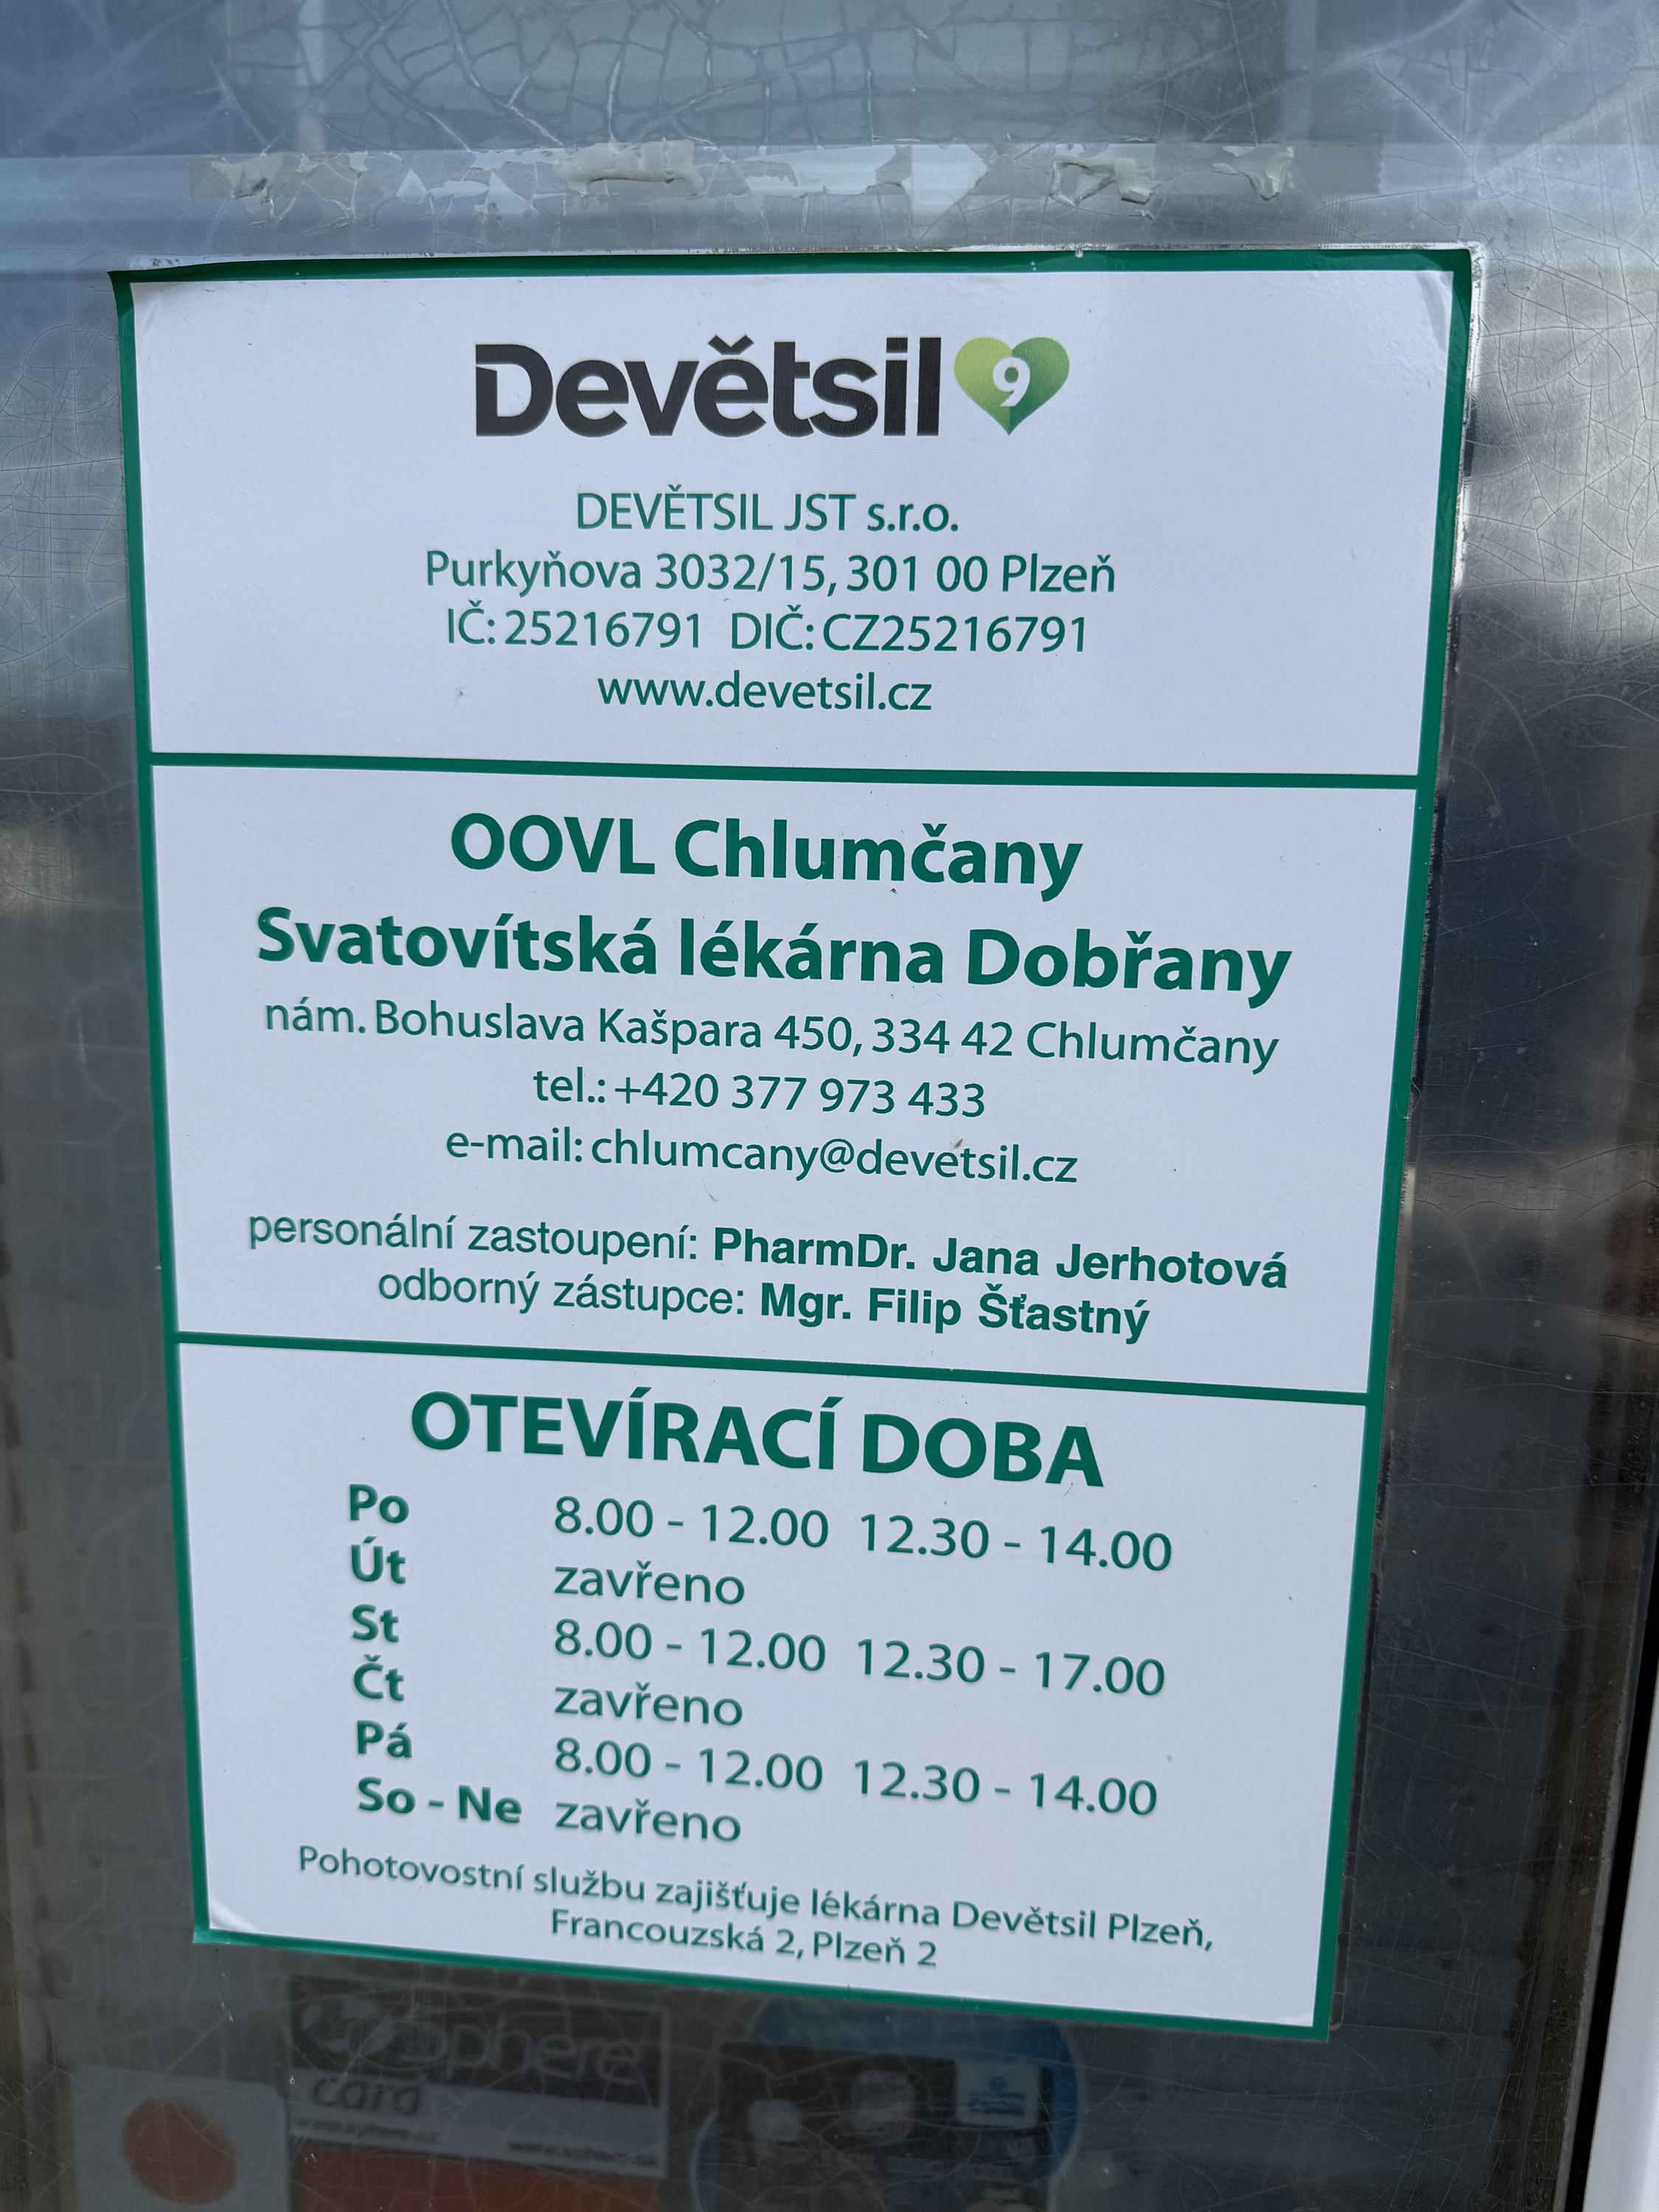 Devětsil 9
DEVĚTSIL JST s.r.o.
Purkyňova 3032/15, 301 00 Plzeň
IČ: 25216791 DIČ: CZ25216791
www.devetsil.cz
OOVL Chlumčany
Svatovítská lékárna Dobřany
nám. Bohuslava Kašpara 450, 334 42 Chlumčany
tel.: +420 377 973 433
e-mail: chlumcany@devetsil.cz
personální zastoupení: PharmDr. Jana Jerhotová
odborný zástupce: Mgr. Filip Šťastný
OTEVÍRACÍ DOBA
Po 8.00 - 12.00 12.30 - 14.00
Út zavřeno
St 8.00 - 12.00 12.30 - 17.00
Čt zavřeno
Pá 8.00 - 12.00 12.30 - 14.00
So - Ne zavřeno
Pohotovostní službu zajišťuje lékárna Devětsil Plzeň,
Francouzská 2, Plzeň 2
sphere
card